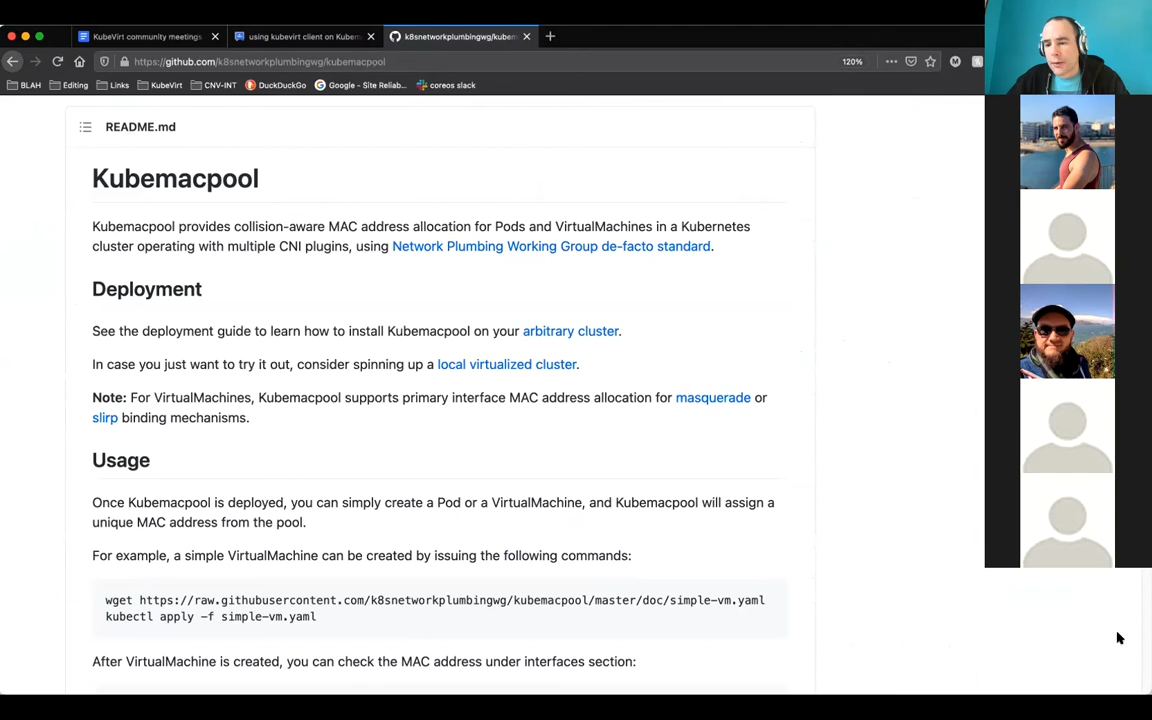 KubeVirt community meetings
using kubevirt client on Kubern
k8snetworkplumbingwg/kubem
https://github.com/k8snetworkplumbingwg/kubemacpool
120%
BLAH
Editing
Links
KubeVirt
CNV-INT
DuckDuckGo
Google - Site Reliab...
coreos slack
README.md
Kubemacpool
Kubemacpool provides collision-aware MAC address allocation for Pods and VirtualMachines in a Kubernetes
cluster operating with multiple CNI plugins, using Network Plumbing Working Group de-facto standard.
Deployment
See the deployment guide to learn how to install Kubemacpool on your arbitrary cluster.
In case you just want to try it out, consider spinning up a local virtualized cluster.
Note: For VirtualMachines, Kubemacpool supports primary interface MAC address allocation for masquerade or
slirp binding mechanisms.
Usage
Once Kubemacpool is deployed, you can simply create a Pod or a VirtualMachine, and Kubemacpool will assign a
unique MAC address from the pool.
For example, a simple VirtualMachine can be created by issuing the following commands:
wget https://raw.githubusercontent.com/k8snetworkplumbingwg/kubemacpool/master/doc/simple-vm.yaml
kubectl apply -f simple-vm.yaml
After VirtualMachine is created, you can check the MAC address under interfaces section: